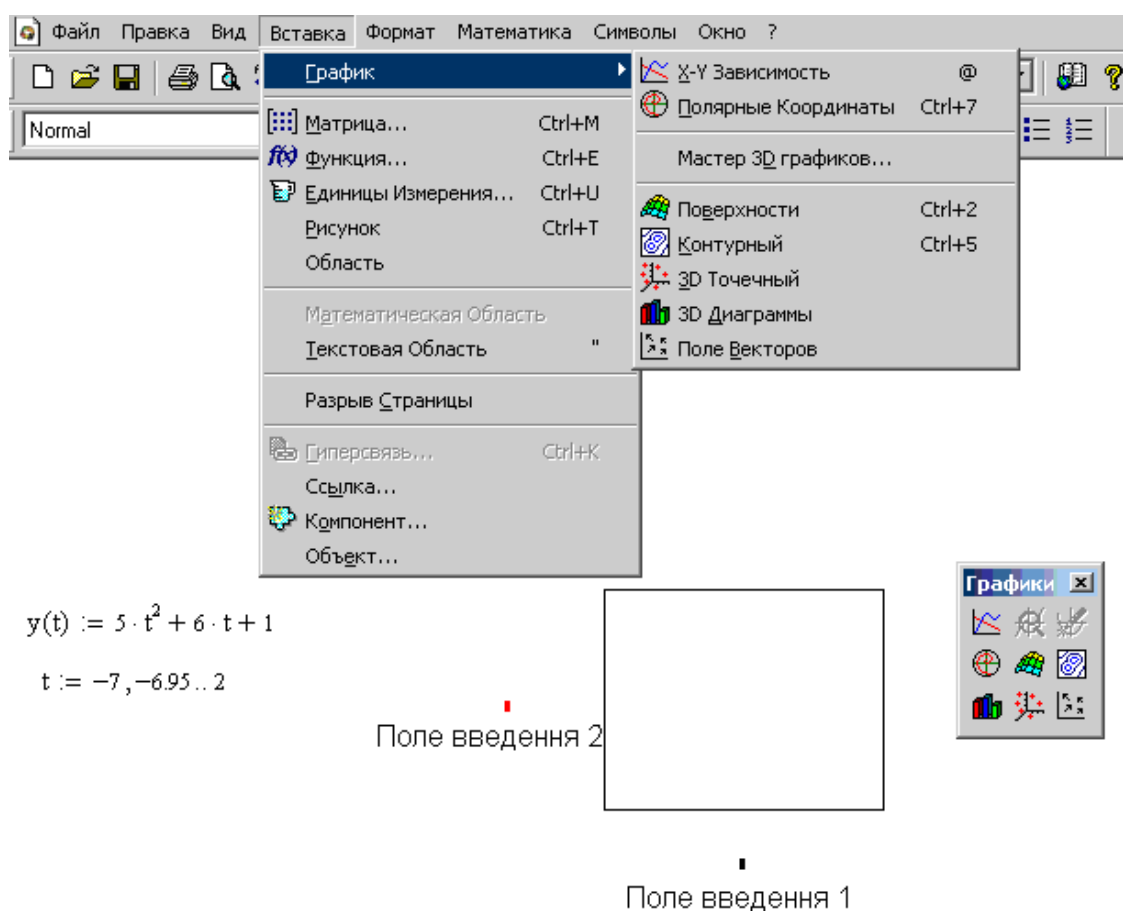 Файл Правка Вид Вставка Формат Математика Символы Окно ?
Normal
График
Матрица... Ctrl+M
f(x) Функция... Ctrl+E
Единицы Измерения... Ctrl+U
Рисунок Ctrl+T
Область
Математическая Область
Текстовая Область "
Разрыв Страницы
Гиперсвязь... Ctrl+K
Ссылка...
Компонент...
Объект...
X-Y Зависимость @
Полярные Координаты Ctrl+7
Мастер 3D графиков...
Поверхности Ctrl+2
Контурный Ctrl+5
3D Точечный
3D Диаграммы
Поле Векторов
y(t) := 5 · t² + 6 · t + 1
t := −7 , −6.95 .. 2
Поле введення 2
Поле введення 1
Графики